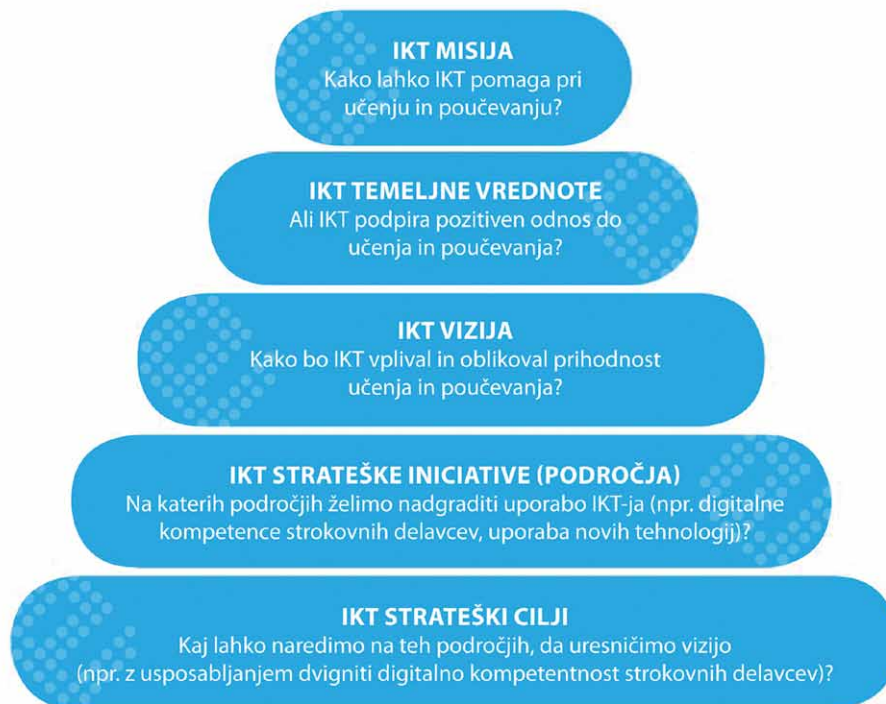 IKT MISIJA
Kako lahko IKT pomaga pri
učenju in poučevanju?
IKT TEMELJNE VREDNOTE
Ali IKT podpira pozitiven odnos do
učenja in poučevanja?
IKT VIZIJA
Kako bo IKT vplival in oblikoval prihodnost
učenja in poučevanja?
IKT STRATEŠKE INICIATIVE (PODROČJA)
Na katerih področjih želimo nadgraditi uporabo IKT-ja (npr. digitalne
kompetence strokovnih delavcev, uporaba novih tehnologij)?
IKT STRATEŠKI CILJI
Kaj lahko naredimo na teh področjih, da uresničimo vizijo
(npr. z usposabljanjem dvigniti digitalno kompetentnost strokovnih delavcev)?